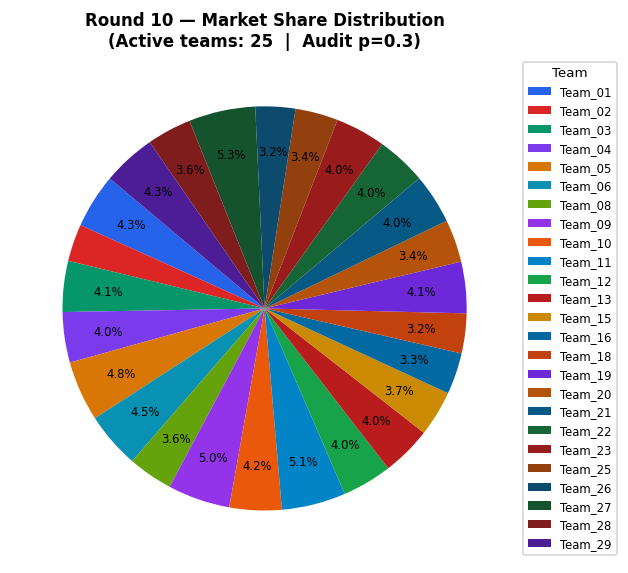 Round 10 — Market Share Distribution
(Active teams: 25  |  Audit p=0.3)
Team
Team_01
Team_02
Team_03
Team_04
Team_05
Team_06
Team_08
Team_09
Team_10
Team_11
Team_12
Team_13
Team_15
Team_16
Team_18
Team_19
Team_20
Team_21
Team_22
Team_23
Team_25
Team_26
Team_27
Team_28
Team_29
4.3%
4.1%
4.0%
4.8%
4.5%
3.6%
5.0%
4.2%
5.1%
4.0%
4.0%
3.7%
3.3%
3.2%
4.1%
3.4%
4.0%
4.0%
4.0%
3.4%
3.2%
5.3%
3.6%
4.3%